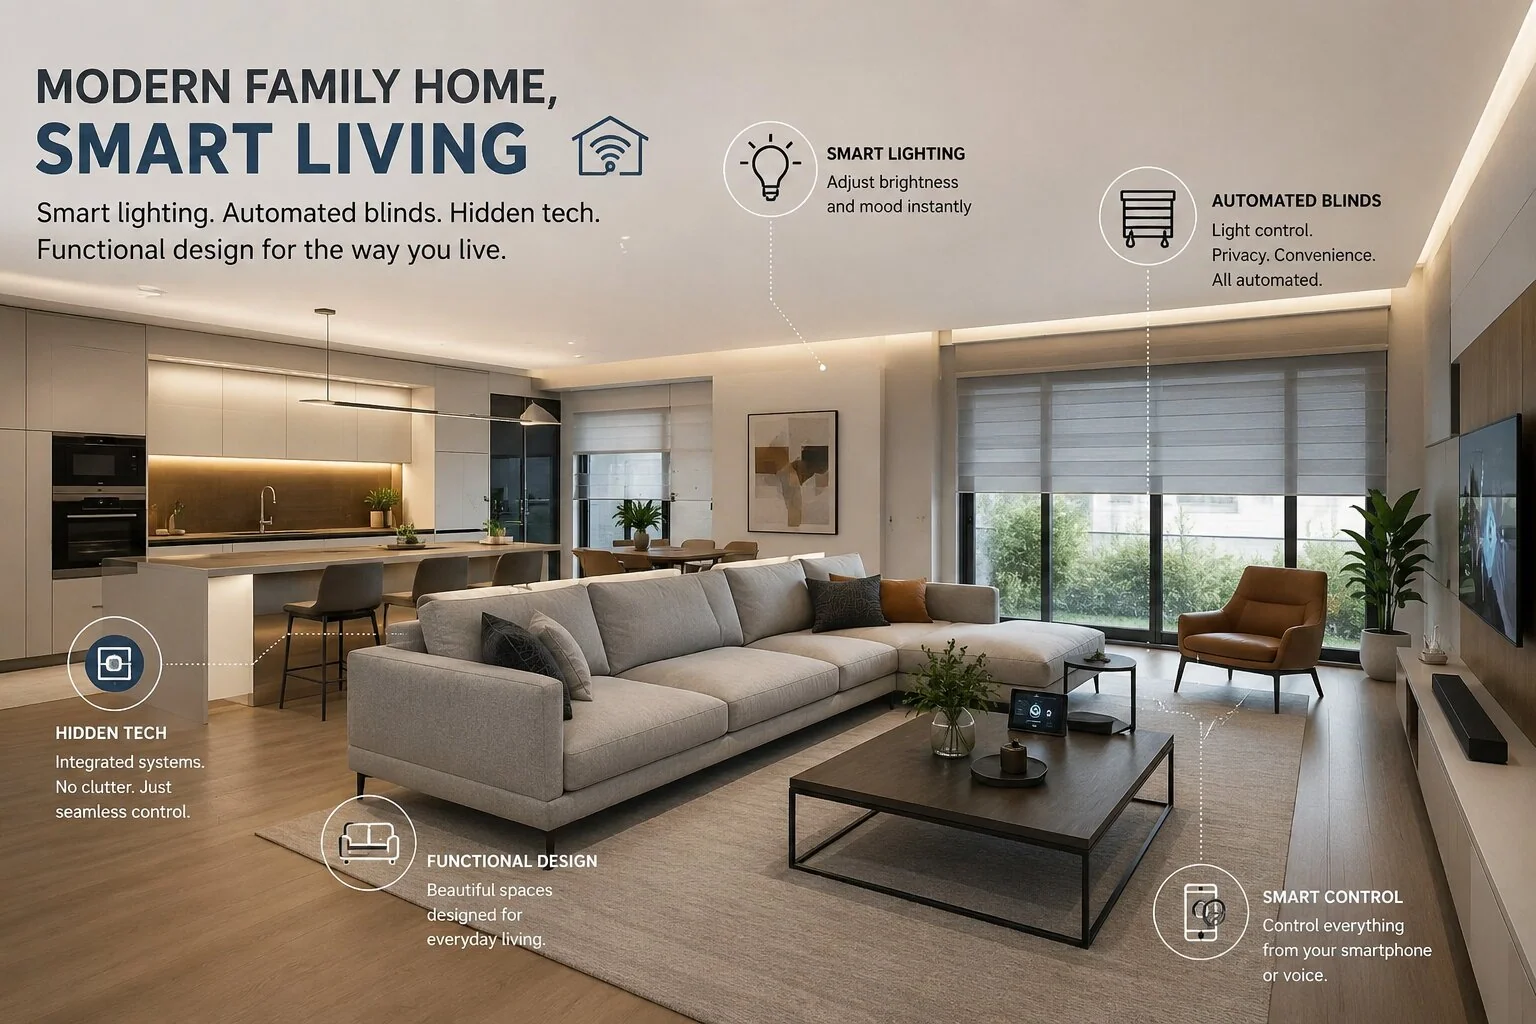 MODERN FAMILY HOME,
SMART LIVING
Smart lighting. Automated blinds. Hidden tech.
Functional design for the way you live.
SMART LIGHTING
Adjust brightness
and mood instantly
AUTOMATED BLINDS
Light control.
Privacy. Convenience.
All automated.
HIDDEN TECH
Integrated systems.
No clutter. Just
seamless control.
FUNCTIONAL DESIGN
Beautiful spaces
designed for
everyday living.
SMART CONTROL
Control everything
from your smartphone
or voice.